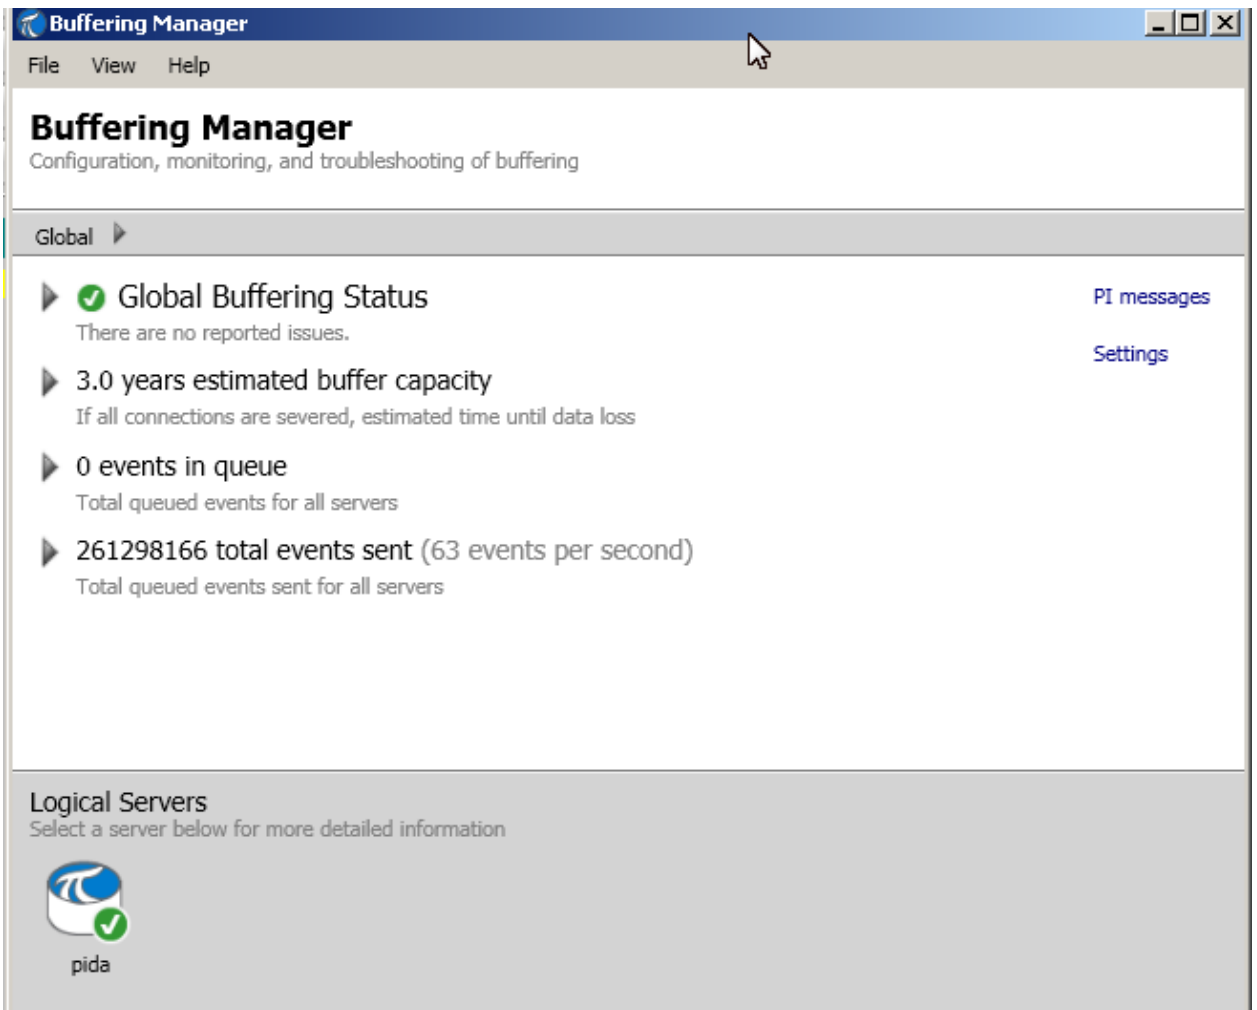 Buffering Manager
File View Help
Buffering Manager
Configuration, monitoring, and troubleshooting of buffering
Global
Global Buffering Status
There are no reported issues.
PI messages
Settings
3.0 years estimated buffer capacity
If all connections are severed, estimated time until data loss
0 events in queue
Total queued events for all servers
261298166 total events sent (63 events per second)
Total queued events sent for all servers
Logical Servers
Select a server below for more detailed information
pida